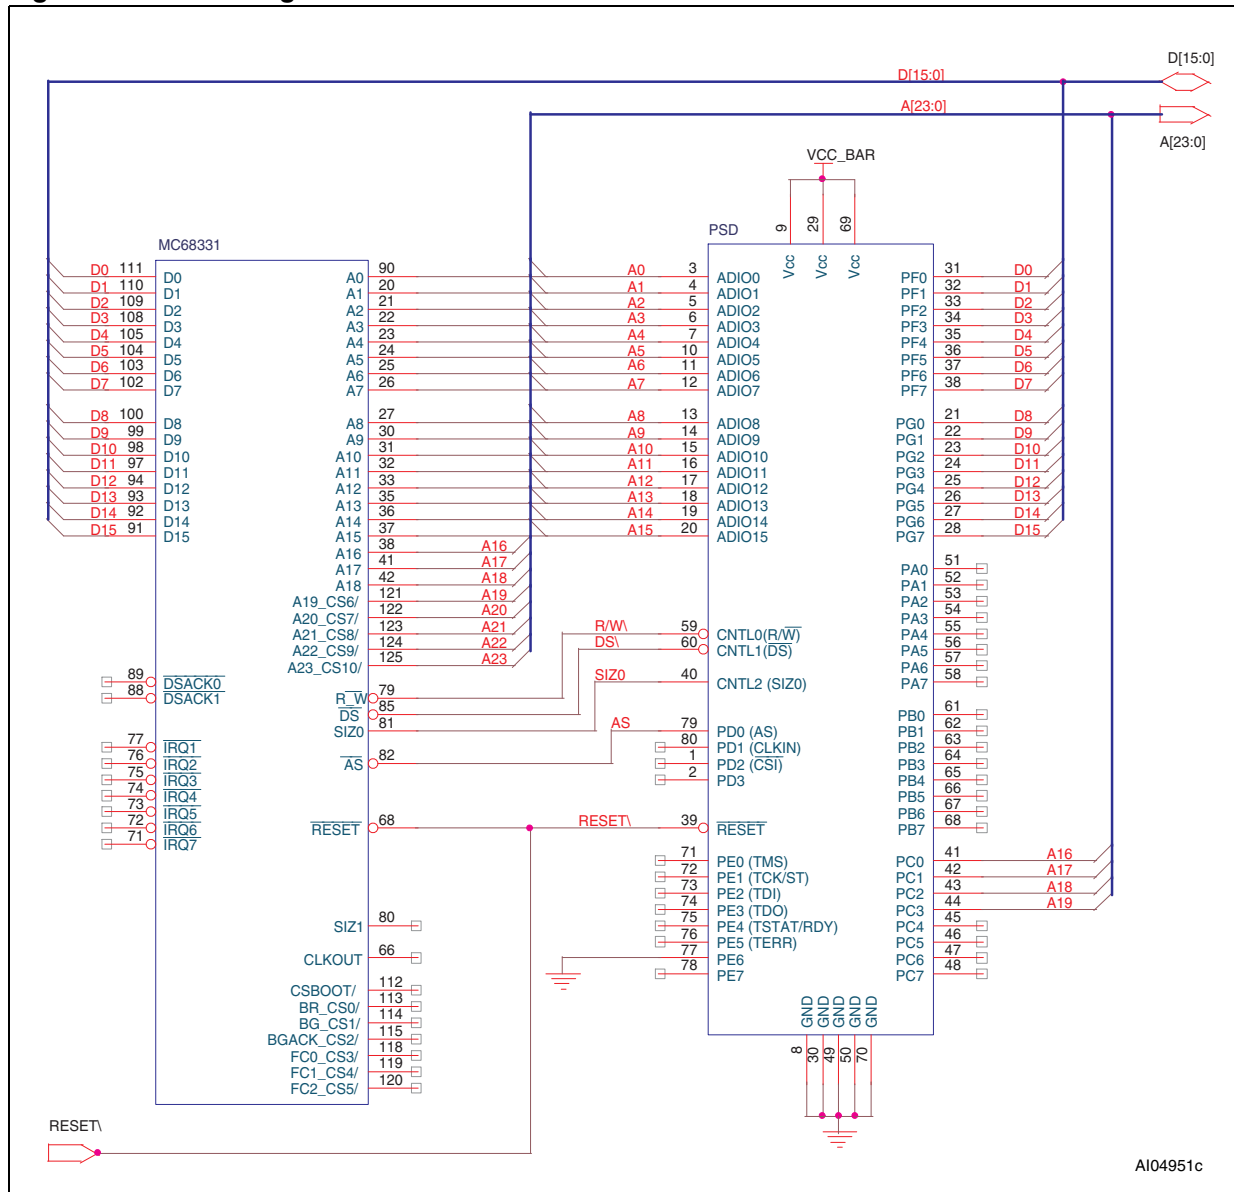 D[15:0]
D[15:0]
A[23:0]
A[23:0]
VCC_BAR
9 29 69
PSD
MC68331
Vcc Vcc Vcc
D0 111 D0 A0 90 A0 3 ADIO0 PF0 31 D0
D1 110 D1 A1 20 A1 4 ADIO1 PF1 32 D1
D2 109 D2 A2 21 A2 5 ADIO2 PF2 33 D2
D3 108 D3 A3 22 A3 6 ADIO3 PF3 34 D3
D4 105 D4 A4 23 A4 7 ADIO4 PF4 35 D4
D5 104 D5 A5 24 A5 10 ADIO5 PF5 36 D5
D6 103 D6 A6 25 A6 11 ADIO6 PF6 37 D6
D7 102 D7 A7 26 A7 12 ADIO7 PF7 38 D7
D8 100 D8 A8 27 A8 13 ADIO8 PG0 21 D8
D9 99 D9 A9 30 A9 14 ADIO9 PG1 22 D9
D10 98 D10 A10 31 A10 15 ADIO10 PG2 23 D10
D11 97 D11 A11 32 A11 16 ADIO11 PG3 24 D11
D12 94 D12 A12 33 A12 17 ADIO12 PG4 25 D12
D13 93 D13 A13 35 A13 18 ADIO13 PG5 26 D13
D14 92 D14 A14 36 A14 19 ADIO14 PG6 27 D14
D15 91 D15 A15 37 A15 20 ADIO15 PG7 28 D15
A16 38 A16
A17 41 A17 PA0 51
A18 42 A18 PA1 52
A19_CS6/ 121 A19 PA2 53
A20_CS7/ 122 A20 PA3 54
A21_CS8/ 123 A21 R/W\ 59 CNTL0(R/W) PA4 55
A22_CS9/ 124 A22 DS\ 60 CNTL1(DS) PA5 56
A23_CS10/ 125 A23 PA6 57
89 DSACK0 SIZ0 40 CNTL2 (SIZ0) PA7 58
88 DSACK1 R_W 79
DS 85 PB0 61
SIZ0 81 AS 79 PD0 (AS) PB1 62
77 IRQ1 80 PD1 (CLKIN) PB2 63
76 IRQ2 AS 82 1 PD2 (CSI) PB3 64
75 IRQ3 2 PD3 PB4 65
74 IRQ4 PB5 66
73 IRQ5 PB6 67
72 IRQ6 RESET 68 RESET\ 39 RESET PB7 68
71 IRQ7
71 PE0 (TMS) PC0 41 A16
72 PE1 (TCK/ST) PC1 42 A17
73 PE2 (TDI) PC2 43 A18
74 PE3 (TDO) PC3 44 A19
SIZ1 80 75 PE4 (TSTAT/RDY) PC4 45
76 PE5 (TERR) PC5 46
CLKOUT 66 77 PE6 PC6 47
78 PE7 PC7 48
CSBOOT/ 112
BR_CS0/ 113
BG_CS1/ 114
BGACK_CS2/ 115
FC0_CS3/ 118
FC1_CS4/ 119
FC2_CS5/ 120
GND GND GND GND GND
8 30 49 50 70
RESET\
AI04951c